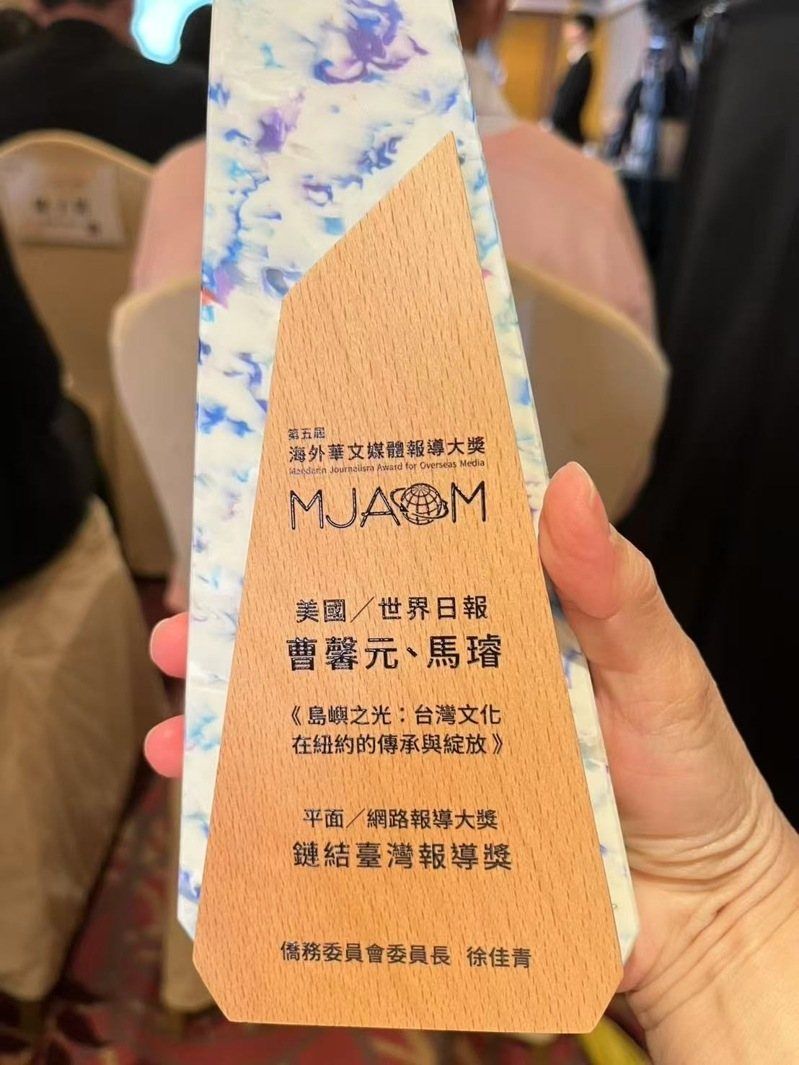 第五屆
海外華文媒體報導大獎
Mandarin Journalism Award for Overseas Media
MJAOM
美國／世界日報
曹馨元、馬璿
《島嶼之光：台灣文化
在紐約的傳承與綻放》
平面／網路報導大獎
鏈結臺灣報導獎
僑務委員會委員長 徐佳青